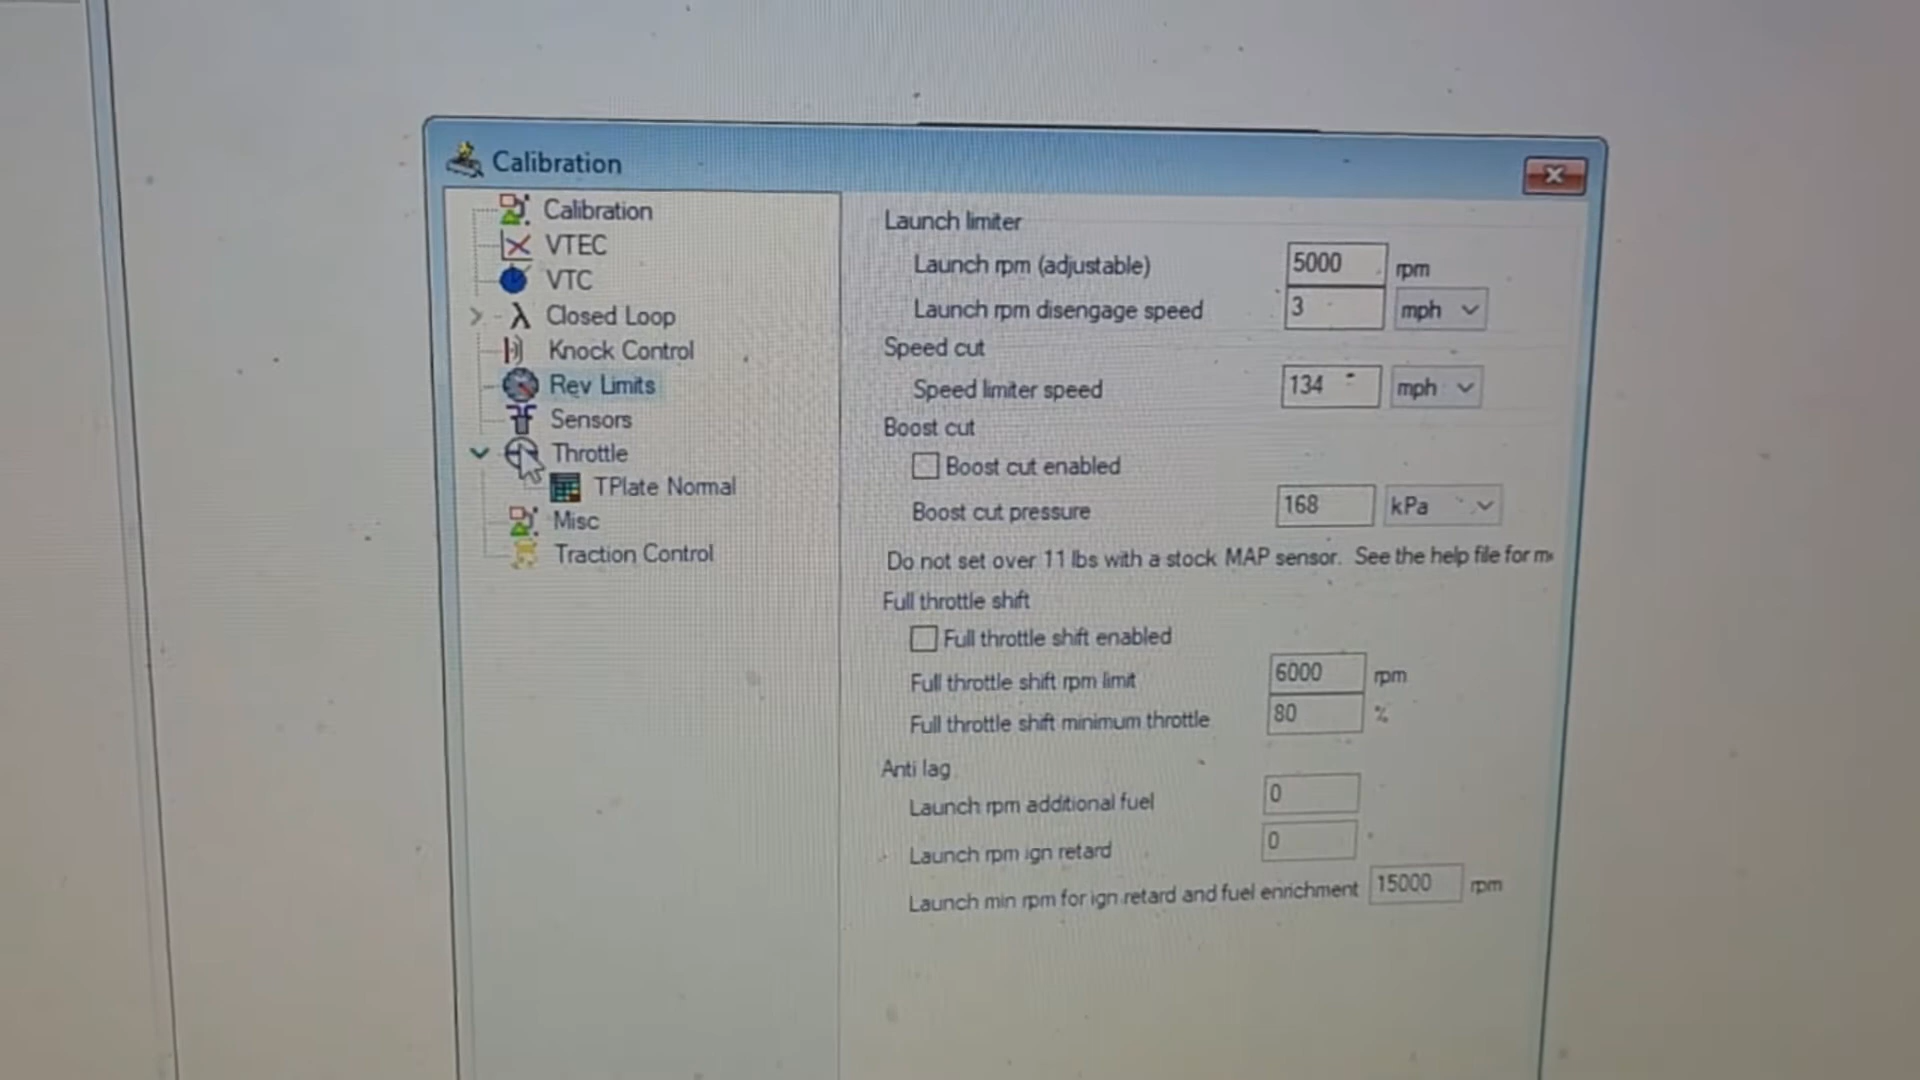 Calibration
Calibration
VTEC
VTC
Closed Loop
Knock Control
Rev Limits
Sensors
Throttle
TPlate Normal
Misc
Traction Control
Launch limiter
Launch rpm (adjustable) 5000 rpm
Launch rpm disengage speed 3 mph
Speed cut
Speed limiter speed 134 mph
Boost cut
Boost cut enabled
Boost cut pressure 168 kPa
Do not set over 11 lbs with a stock MAP sensor. See the help file for
Full throttle shift
Full throttle shift enabled
Full throttle shift rpm limit 6000 rpm
Full throttle shift minimum throttle 80 %
Anti lag
Launch rpm additional fuel 0
Launch rpm ign retard 0
Launch min rpm for ign retard and fuel enrichment 15000 rpm